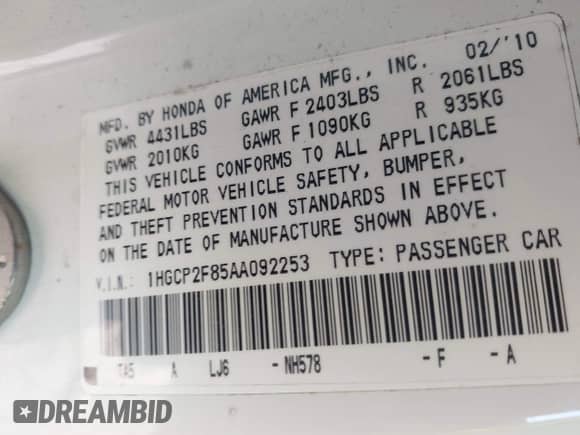 MFD. BY HONDA OF AMERICA MFG., INC. 02/'10
GVWR 4431LBS GAWR F 2403LBS R 2061LBS
GVWR 2010KG GAWR F 1090KG R 935KG
THIS VEHICLE CONFORMS TO ALL APPLICABLE
FEDERAL MOTOR VEHICLE SAFETY, BUMPER,
AND THEFT PREVENTION STANDARDS IN EFFECT
ON THE DATE OF MANUFACTURE SHOWN ABOVE.
V.I.N.: 1HGCP2F85AA092253 TYPE: PASSENGER CAR
TA5 A LJ6 - NH578 - F - A
DREAMBID